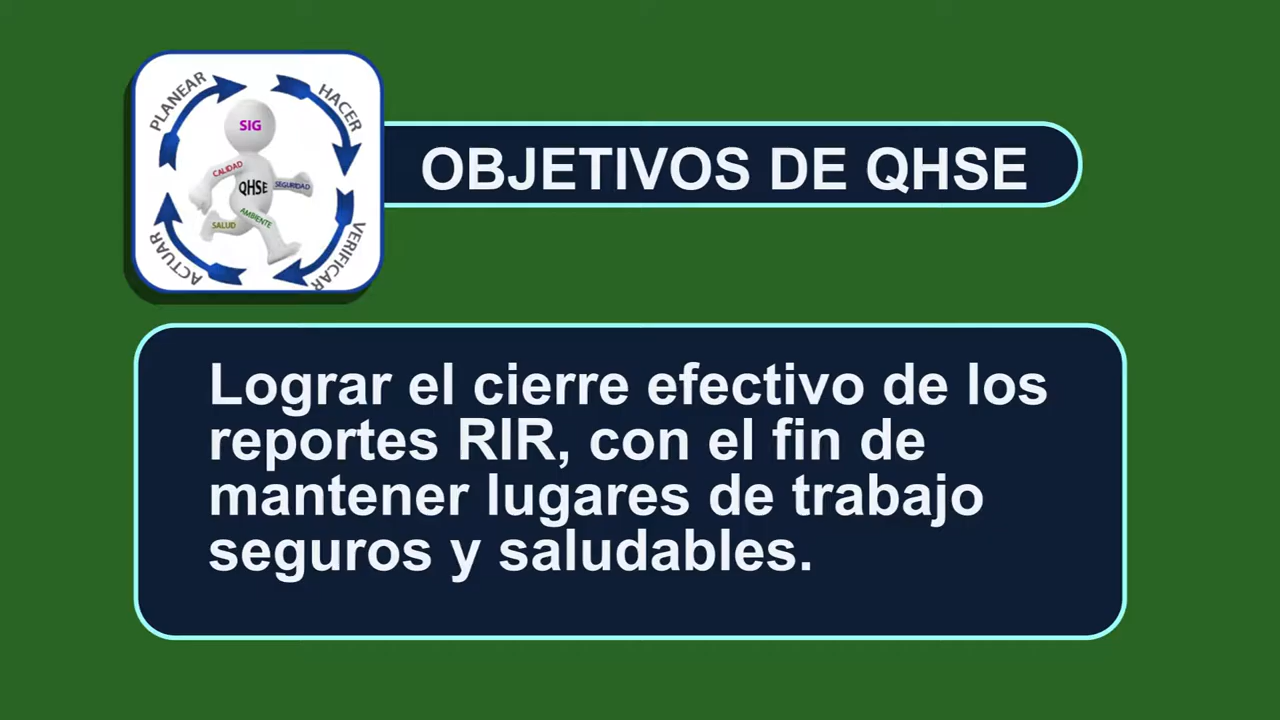 PLANEAR
HACER
SIG
CALIDAD
QHSE
SEGURIDAD
AMBIENTE
SALUD
ACTUAR
VERIFICAR
OBJETIVOS DE QHSE
Lograr el cierre efectivo de los
reportes RIR, con el fin de
mantener lugares de trabajo
seguros y saludables.